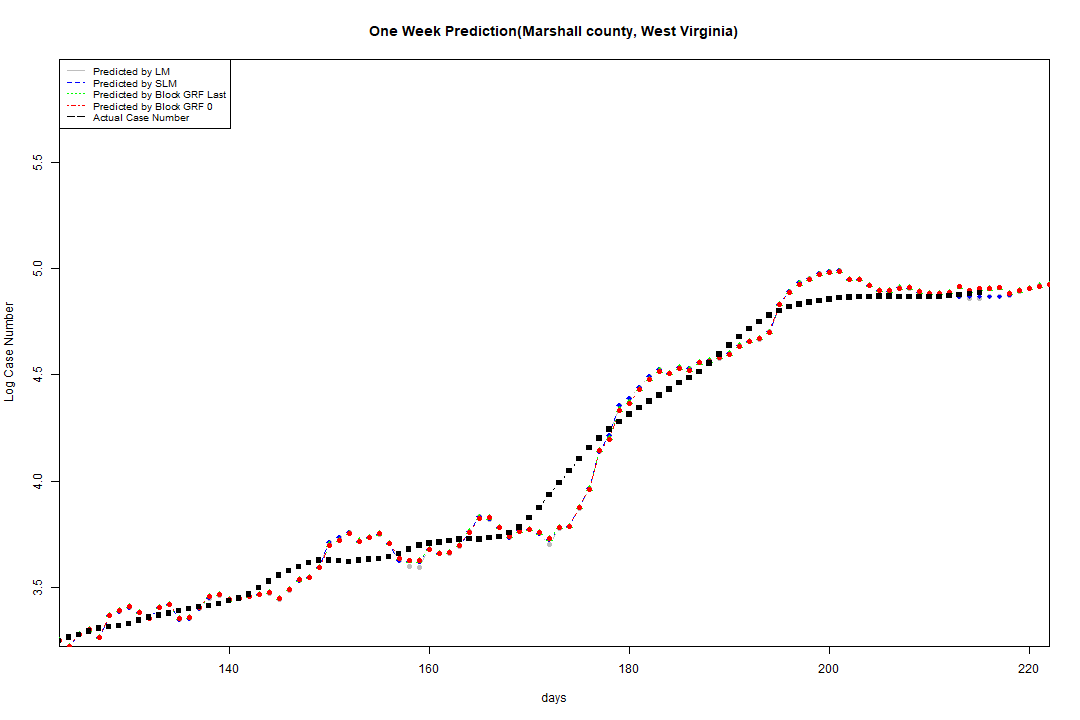 One Week Prediction(Marshall county, West Virginia)
Predicted by LM
Predicted by SLM
Predicted by Block GRF Last
Predicted by Block GRF 0
Actual Case Number
5.5
5.0
4.5
4.0
3.5
Log Case Number
140 160 180 200 220
days